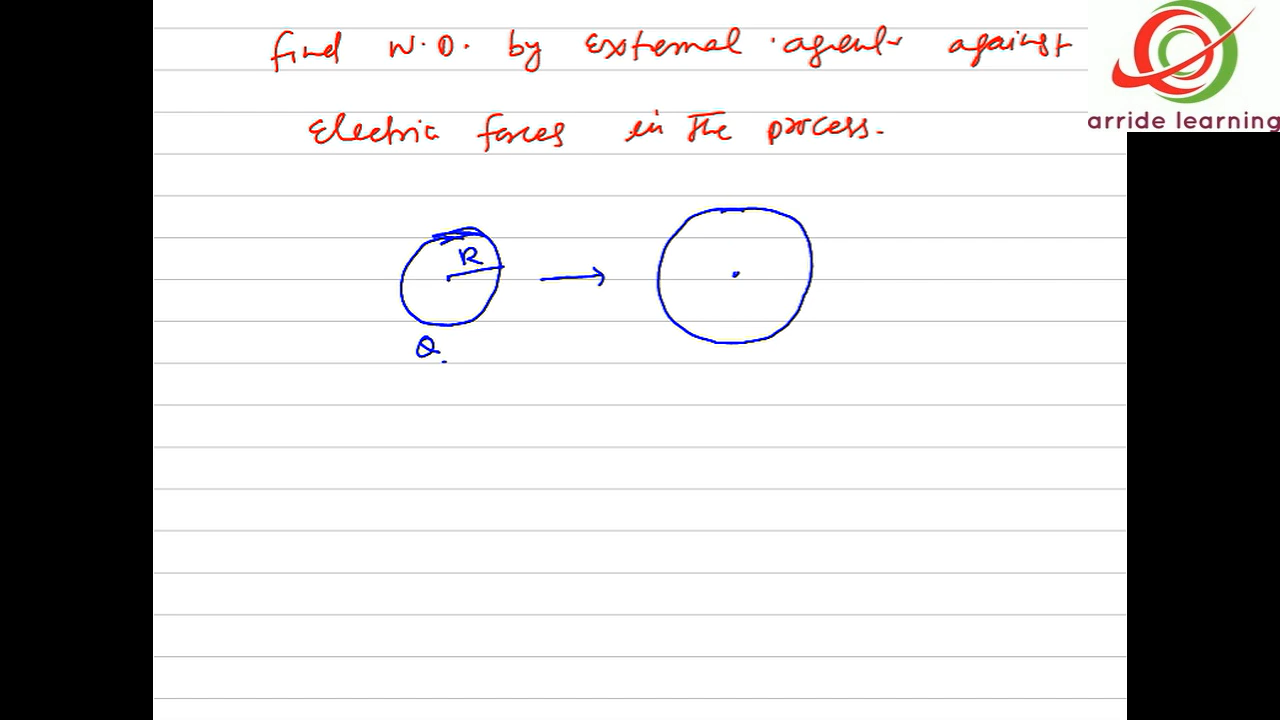 find W.D. by External agent against
arride learning
Electric forces in the process.
R
Q